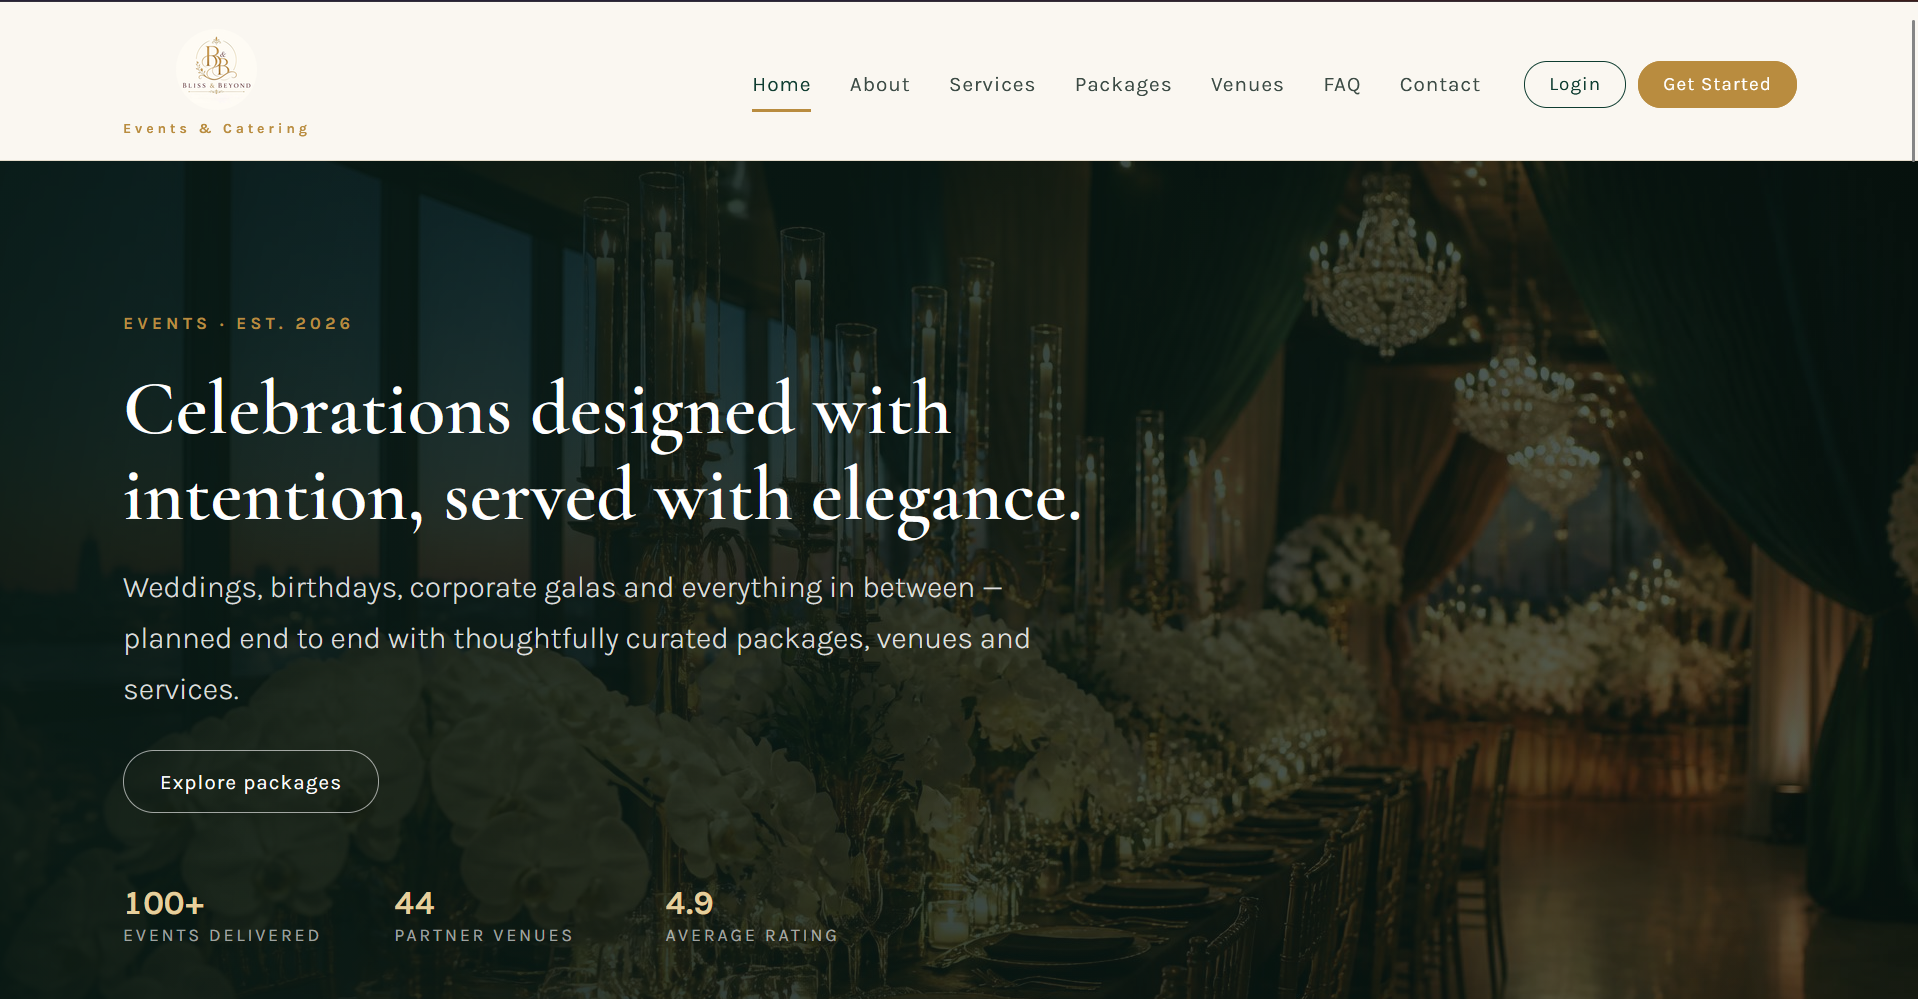 B&B
BLISS & BEYOND
Events & Catering
Home About Services Packages Venues FAQ Contact Login Get Started
EVENTS · EST. 2026
Celebrations designed with
intention, served with elegance.
Weddings, birthdays, corporate galas and everything in between —
planned end to end with thoughtfully curated packages, venues and
services.
Explore packages
100+ 44 4.9
EVENTS DELIVERED PARTNER VENUES AVERAGE RATING